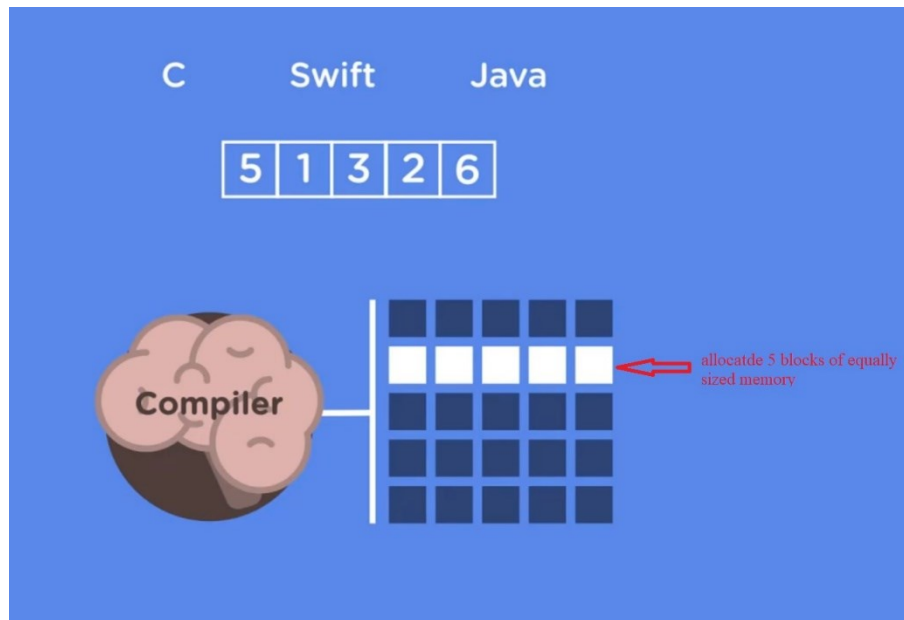 C Swift Java
5 1 3 2 6
Compiler
allocatde 5 blocks of equally
sized memory